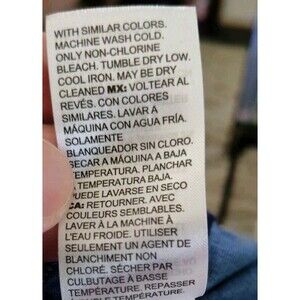 WITH SIMILAR COLORS.
MACHINE WASH COLD.
ONLY NON-CHLORINE
BLEACH. TUMBLE DRY LOW.
COOL IRON. MAY BE DRY
CLEANED MX: VOLTEAR AL
REVÉS. CON COLORES
SIMILARES. LAVAR Á
MÁQUINA CON AGUA FRÍA.
SOLAMENTE
BLANQUEADOR SIN CLORO.
SECAR A MÁQUINA A BAJA
TEMPERATURA. PLANCHAR
A TEMPERATURA BAJA.
PUEDE LAVARSE EN SECO
CA: RETOURNER. AVEC
COULEURS SEMBLABLES.
LAVER À LA MACHINE À
L'EAU FROIDE. UTILISER
SEULEMENT UN AGENT DE
BLANCHIMENT NON
CHLORÉ. SÉCHER PAR
CULBUTAGE À BASSE
TEMPÉRATURE. REPASSER
TEMPÉRATURE.